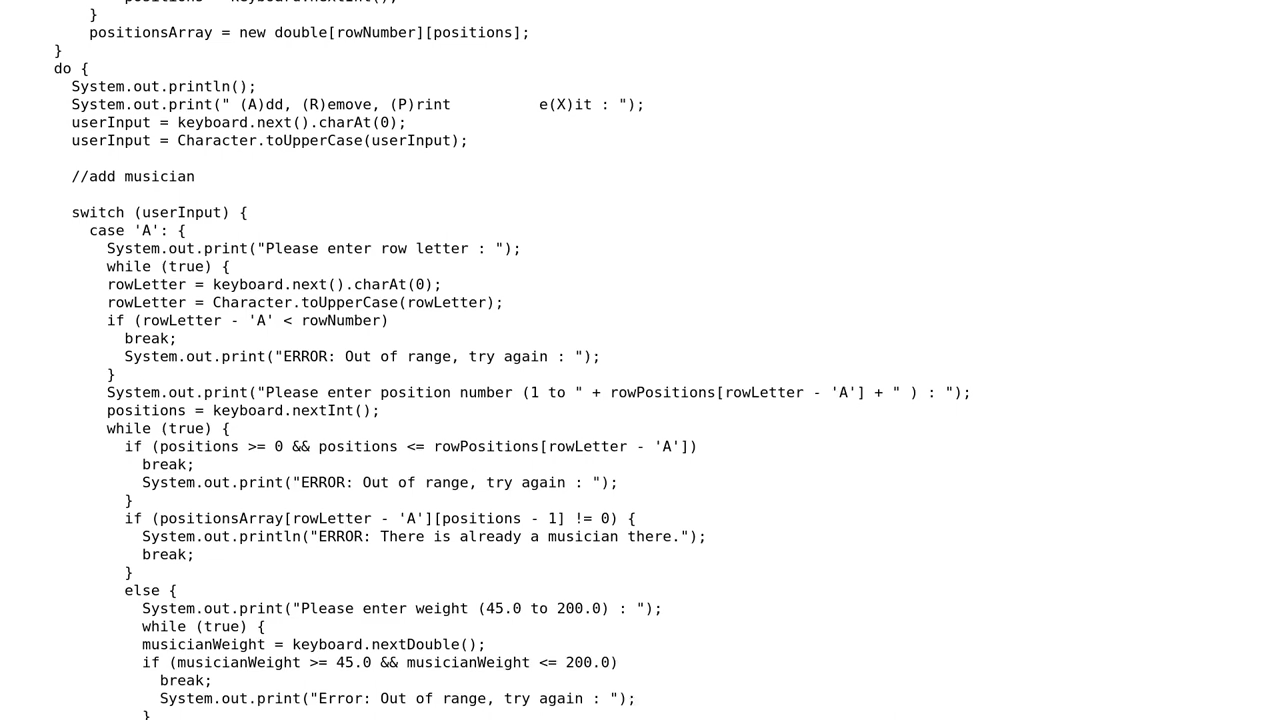 positions = keyboard.nextInt();
}
positionsArray = new double[rowNumber][positions];
}
do {
System.out.println();
System.out.print(" (A)dd, (R)emove, (P)rint          e(X)it : ");
userInput = keyboard.next().charAt(0);
userInput = Character.toUpperCase(userInput);
//add musician
switch (userInput) {
case 'A': {
System.out.print("Please enter row letter : ");
while (true) {
rowLetter = keyboard.next().charAt(0);
rowLetter = Character.toUpperCase(rowLetter);
if (rowLetter - 'A' < rowNumber)
break;
System.out.print("ERROR: Out of range, try again : ");
}
System.out.print("Please enter position number (1 to " + rowPositions[rowLetter - 'A'] + " ) : ");
positions = keyboard.nextInt();
while (true) {
if (positions >= 0 && positions <= rowPositions[rowLetter - 'A'])
break;
System.out.print("ERROR: Out of range, try again : ");
}
if (positionsArray[rowLetter - 'A'][positions - 1] != 0) {
System.out.println("ERROR: There is already a musician there.");
break;
}
else {
System.out.print("Please enter weight (45.0 to 200.0) : ");
while (true) {
musicianWeight = keyboard.nextDouble();
if (musicianWeight >= 45.0 && musicianWeight <= 200.0)
break;
System.out.print("Error: Out of range, try again : ");
}